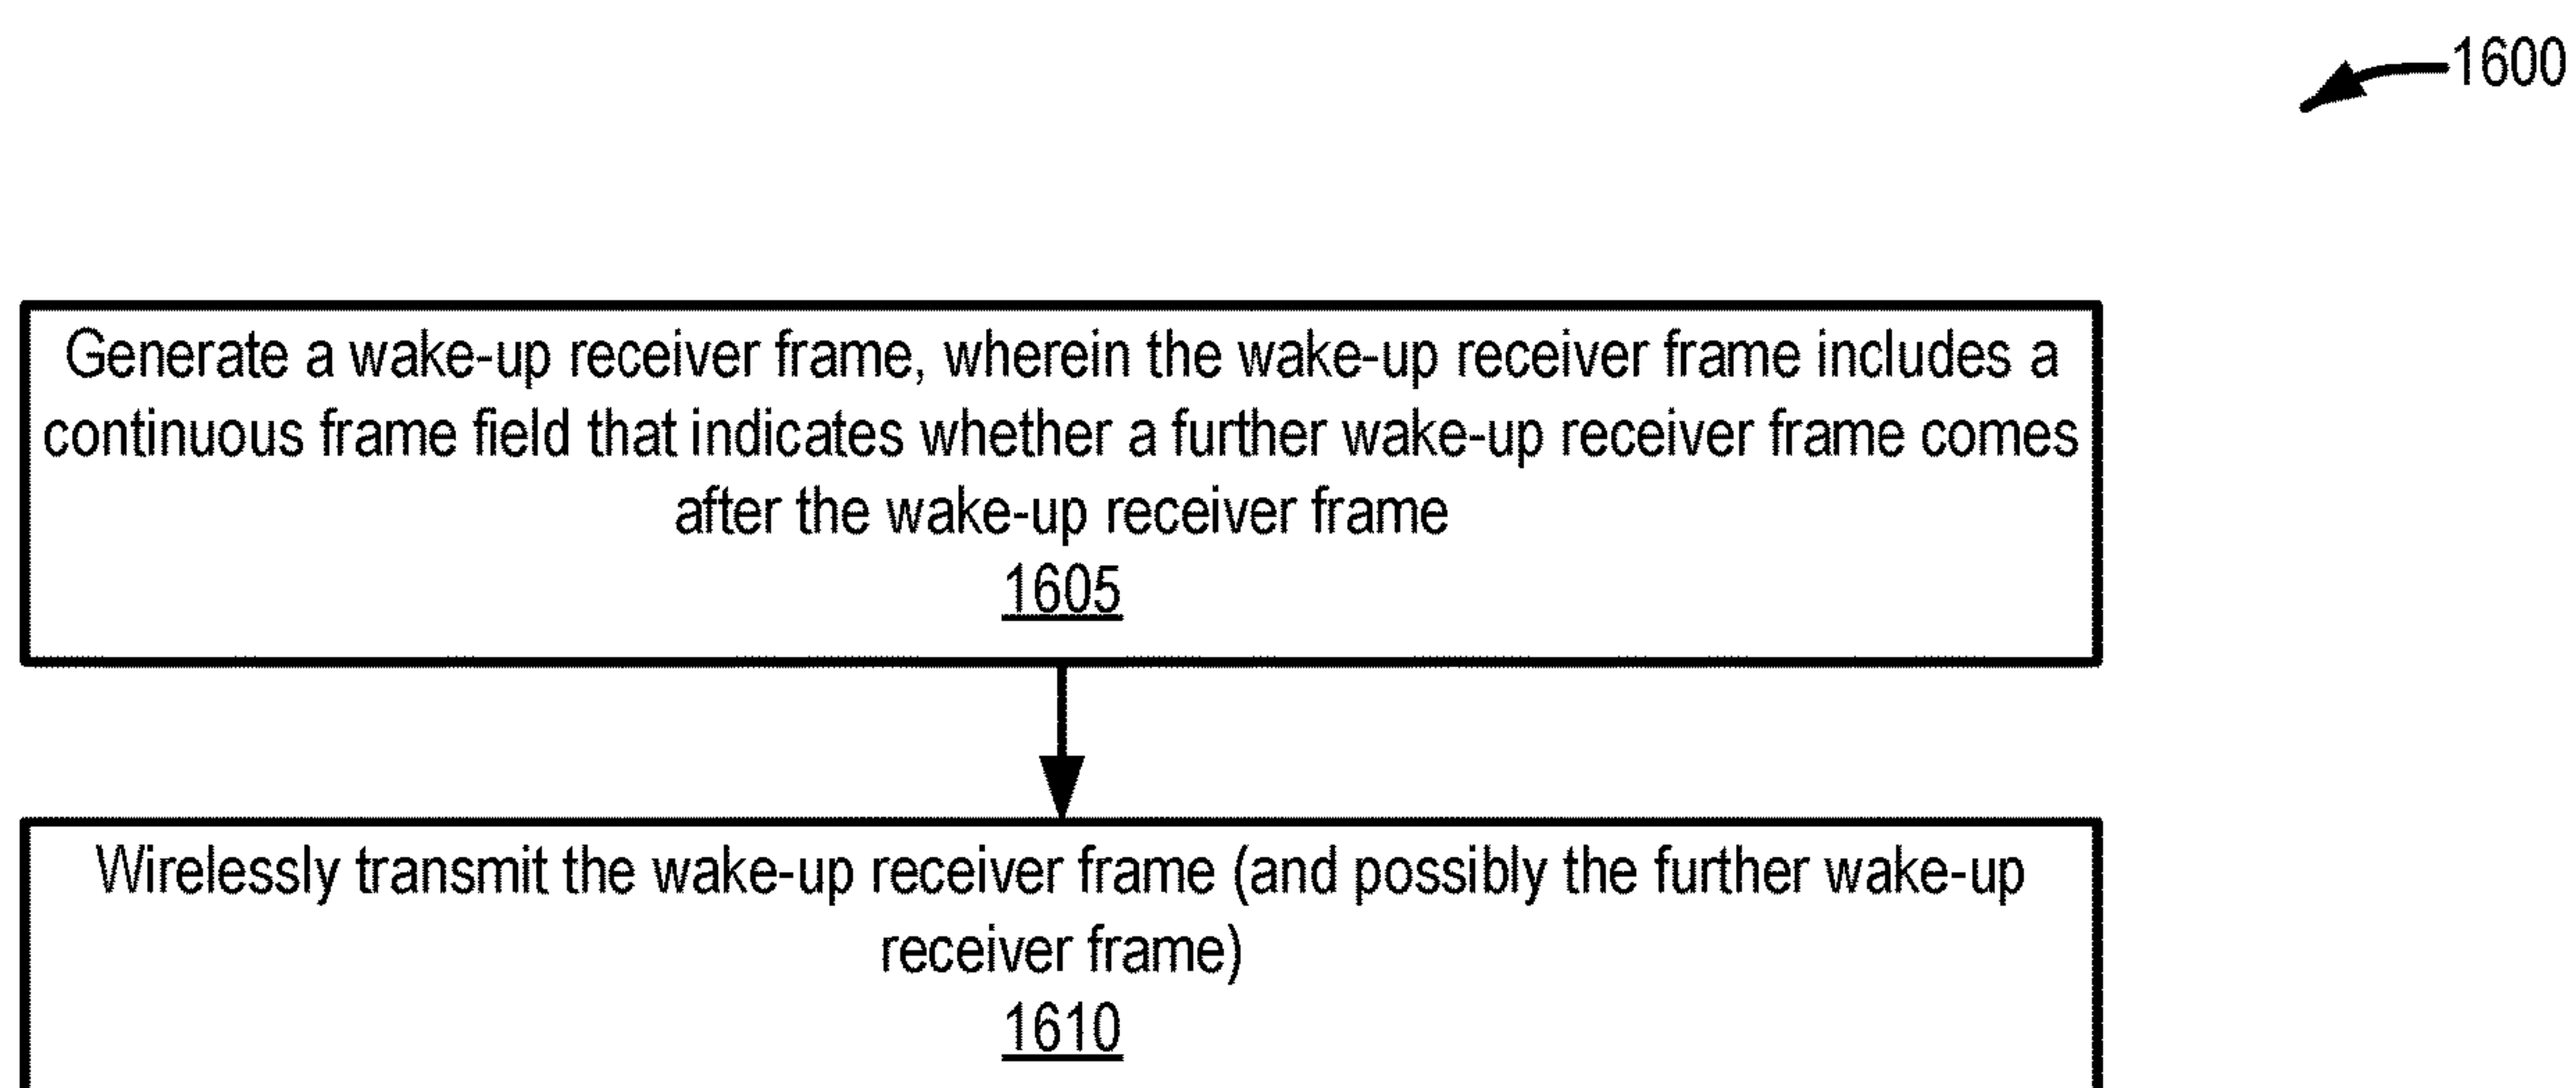 1600
Generate a wake-up receiver frame, wherein the wake-up receiver frame includes a
continuous frame field that indicates whether a further wake-up receiver frame comes
after the wake-up receiver frame
1605
Wirelessly transmit the wake-up receiver frame (and possibly the further wake-up
receiver frame)
1610